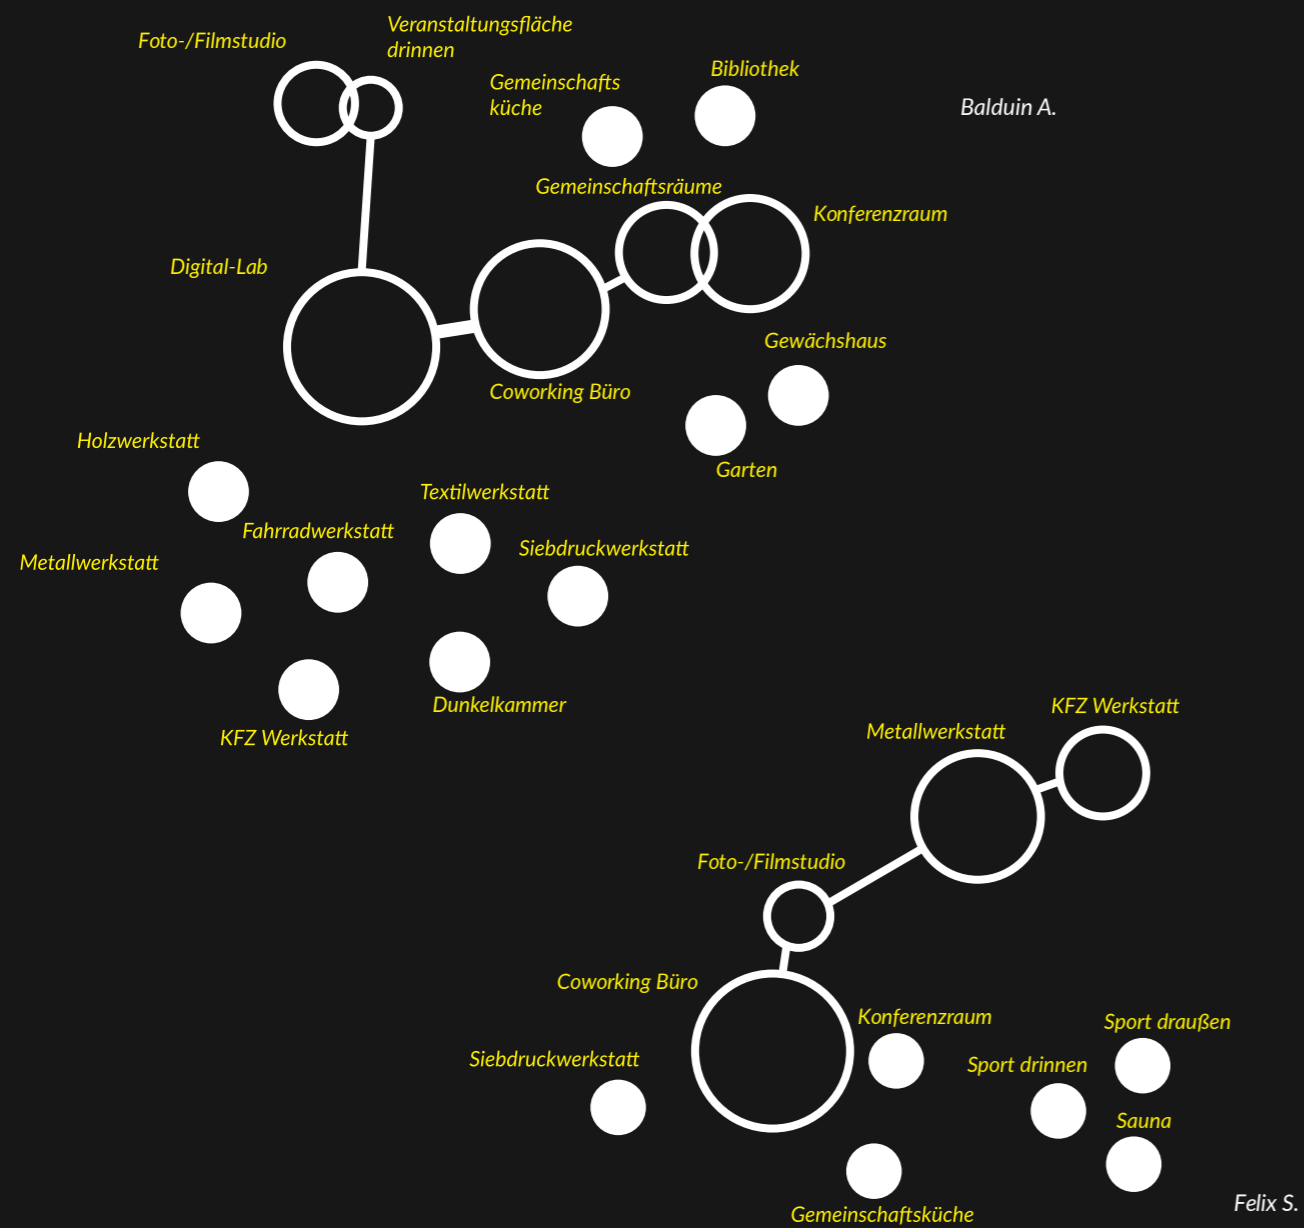 Veranstaltungsfläche
drinnen
Foto-/Filmstudio
Gemeinschafts
küche
Bibliothek
Balduin A.
Gemeinschaftsräume
Konferenzraum
Digital-Lab
Gewächshaus
Coworking Büro
Garten
Holzwerkstatt
Textilwerkstatt
Fahrradwerkstatt
Siebdruckwerkstatt
Metallwerkstatt
Dunkelkammer
KFZ Werkstatt
KFZ Werkstatt
Metallwerkstatt
Foto-/Filmstudio
Coworking Büro
Konferenzraum
Sport draußen
Siebdruckwerkstatt
Sport drinnen
Sauna
Felix S.
Gemeinschaftsküche